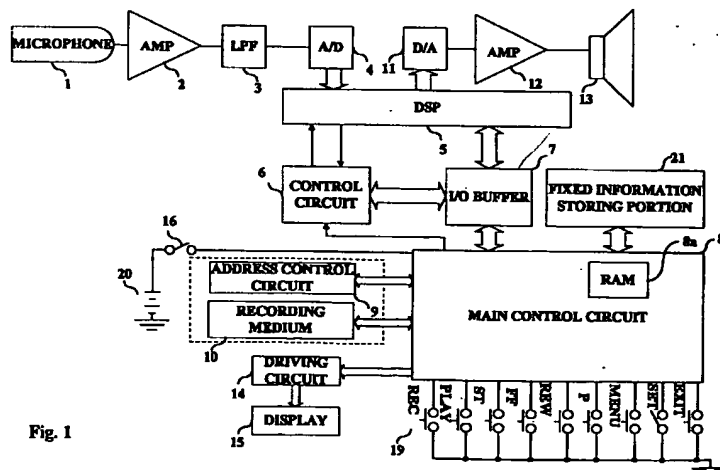 MICROPHONE
AMP
LPF
A/D
D/A
AMP
1
2
3
4
11
12
13
DSP
5
6
7
21
CONTROL
CIRCUIT
I/O BUFFER
FIXED INFORMATION
STORING PORTION
16
8a
8
20
ADDRESS CONTROL
CIRCUIT
9
RAM
RECORDING
MEDIUM
10
MAIN CONTROL CIRCUIT
DRIVING
CIRCUIT
14
DISPLAY
15
REC
PLAY
ST
FF
REW
P
MENU
SET
EXIT
19
Fig. 1